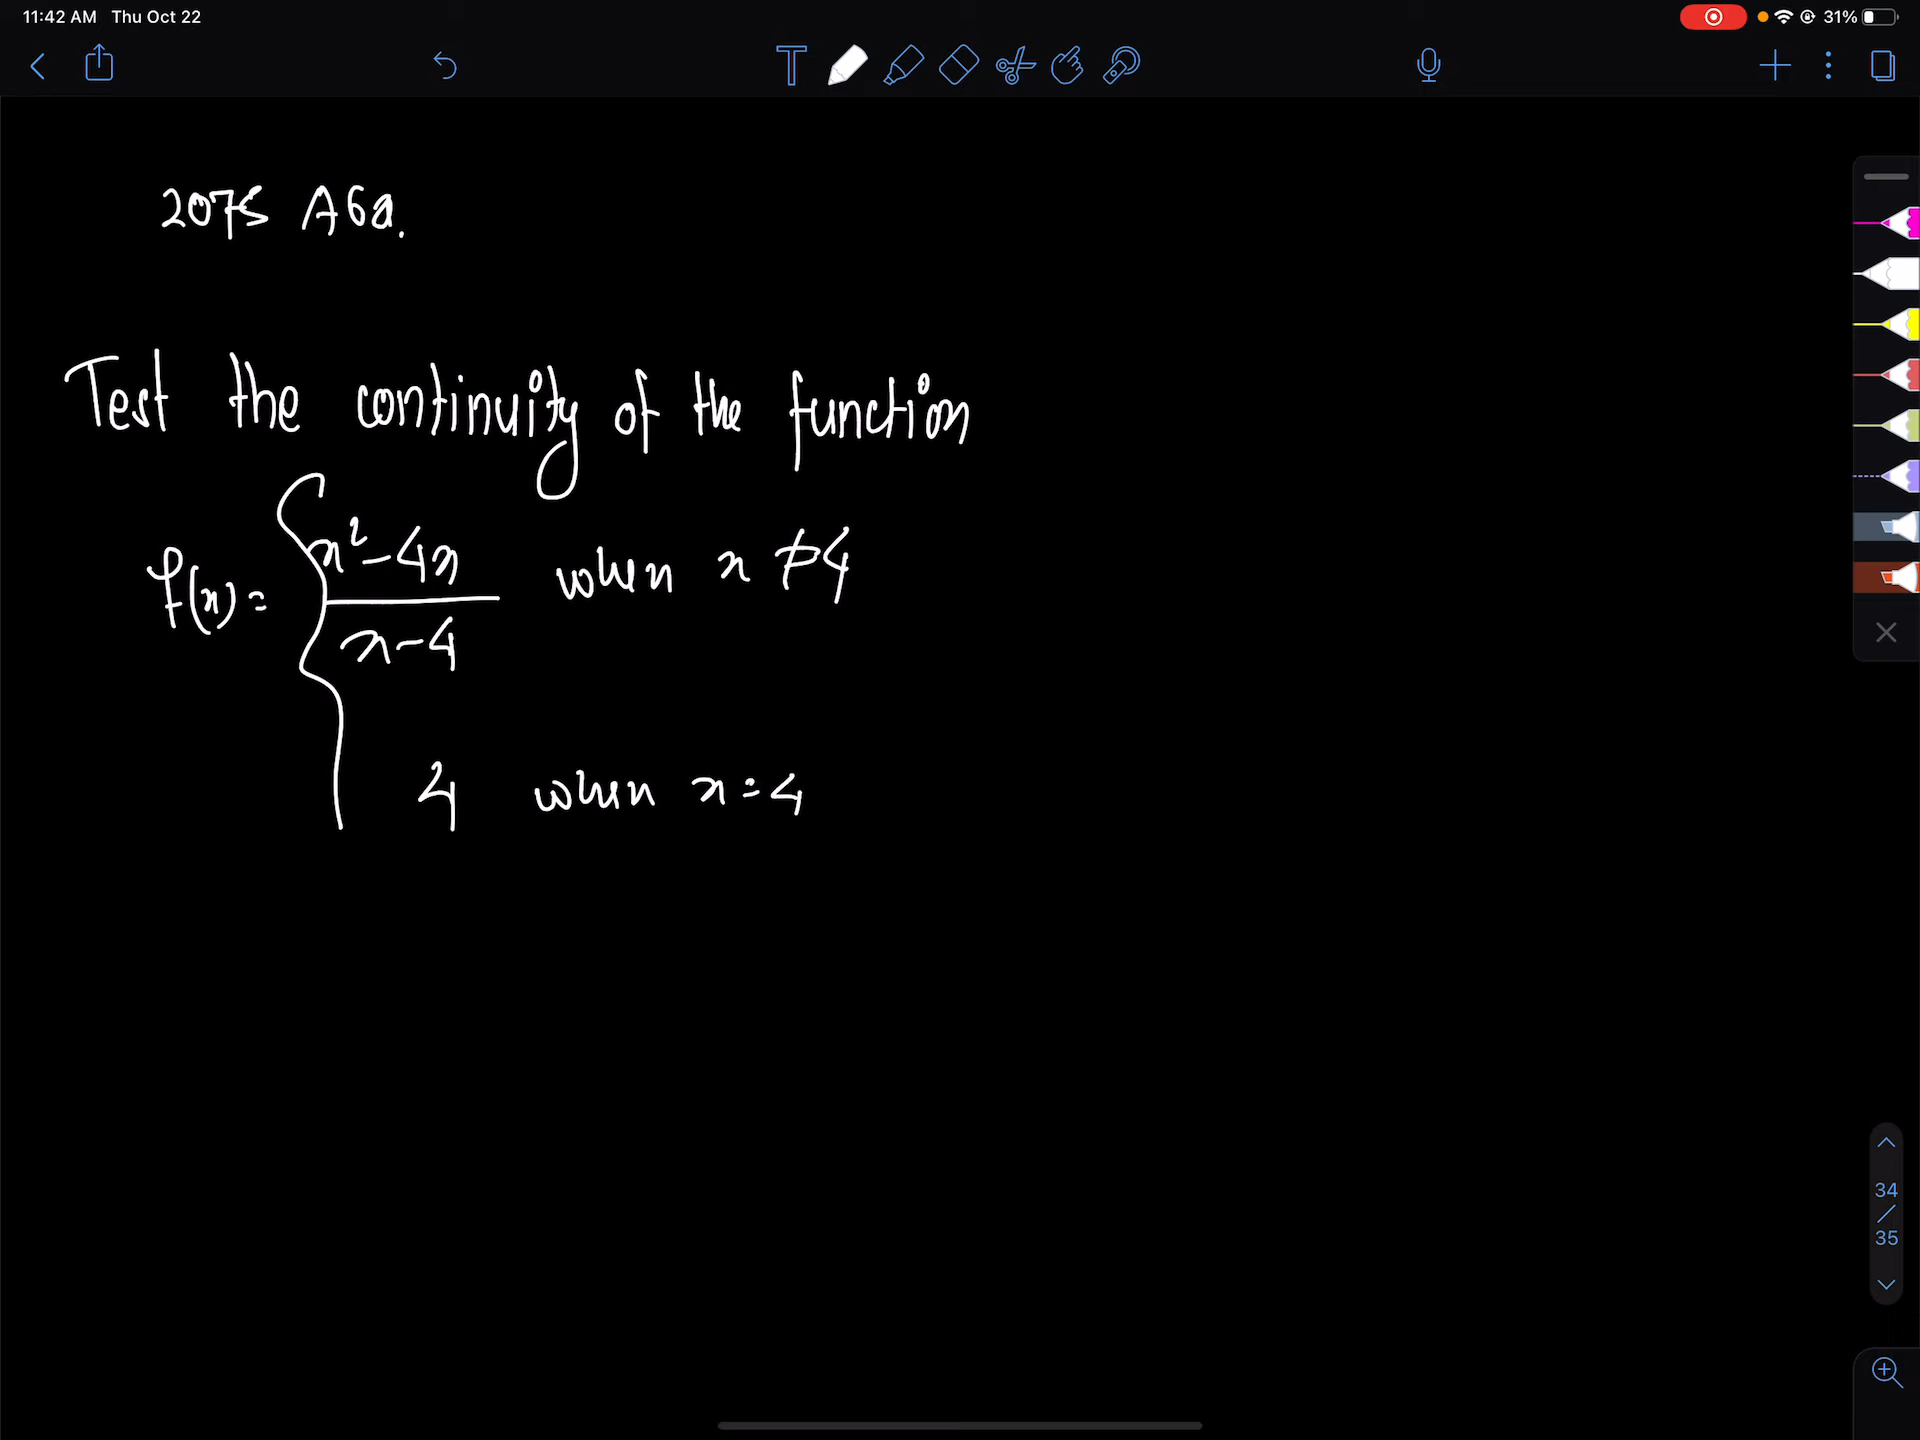 11:42 AM Thu Oct 22
31%
2075 A6a.
Test the continuity of the function
f(x) = { x² - 4x / x - 4 when x ≠ 4
4 when x = 4
34
/
35